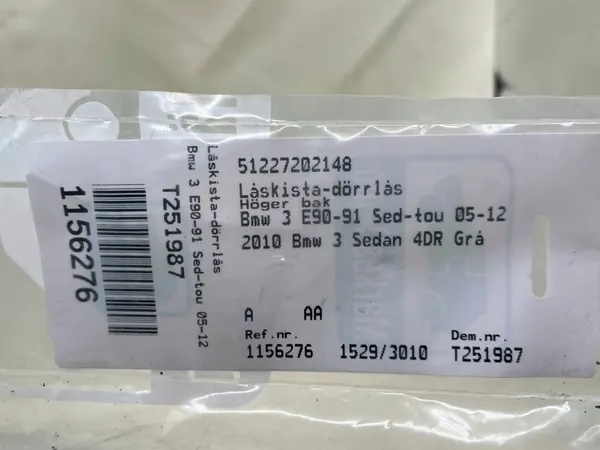 51227202148
Låskista-dörrlås
Höger bak
Bmw 3 E90-91 Sed-tou 05-12
2010 Bmw 3 Sedan 4DR Grå
A AA
Ref.nr. Dem.nr.
1156276 1529/3010 T251987
Låskista-dörrlås
Bmw 3 E90-91 Sed-tou 05-12
T251987
1156276